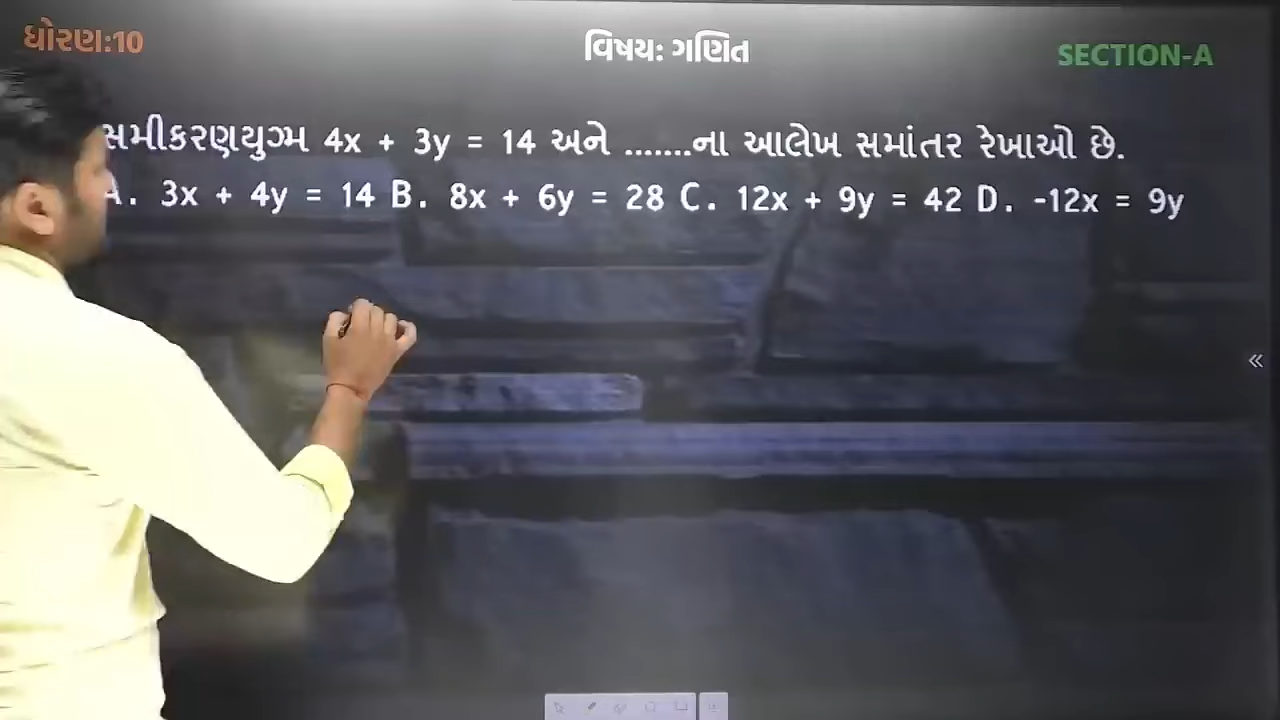 ધોરણ:10
વિષય: ગણિત
SECTION-A
સમીકરણયુગ્મ 4x + 3y = 14 અને .......ના આલેખ સમાંતર રેખાઓ છે.
A. 3x + 4y = 14 B. 8x + 6y = 28 C. 12x + 9y = 42 D. -12x = 9y